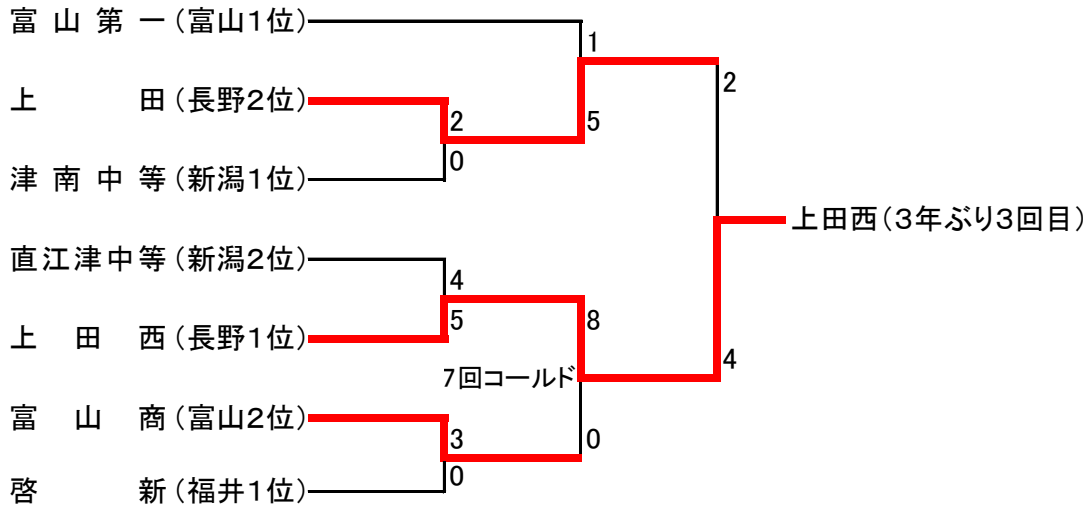 富山第一(富山1位)
1
2
上田(長野2位)
2
5
0
津南中等(新潟1位)
上田西(3年ぶり3回目)
直江津中等(新潟2位)
4
5
8
上田西(長野1位)
4
7回コールド
富山商(富山2位)
3
0
0
啓新(福井1位)